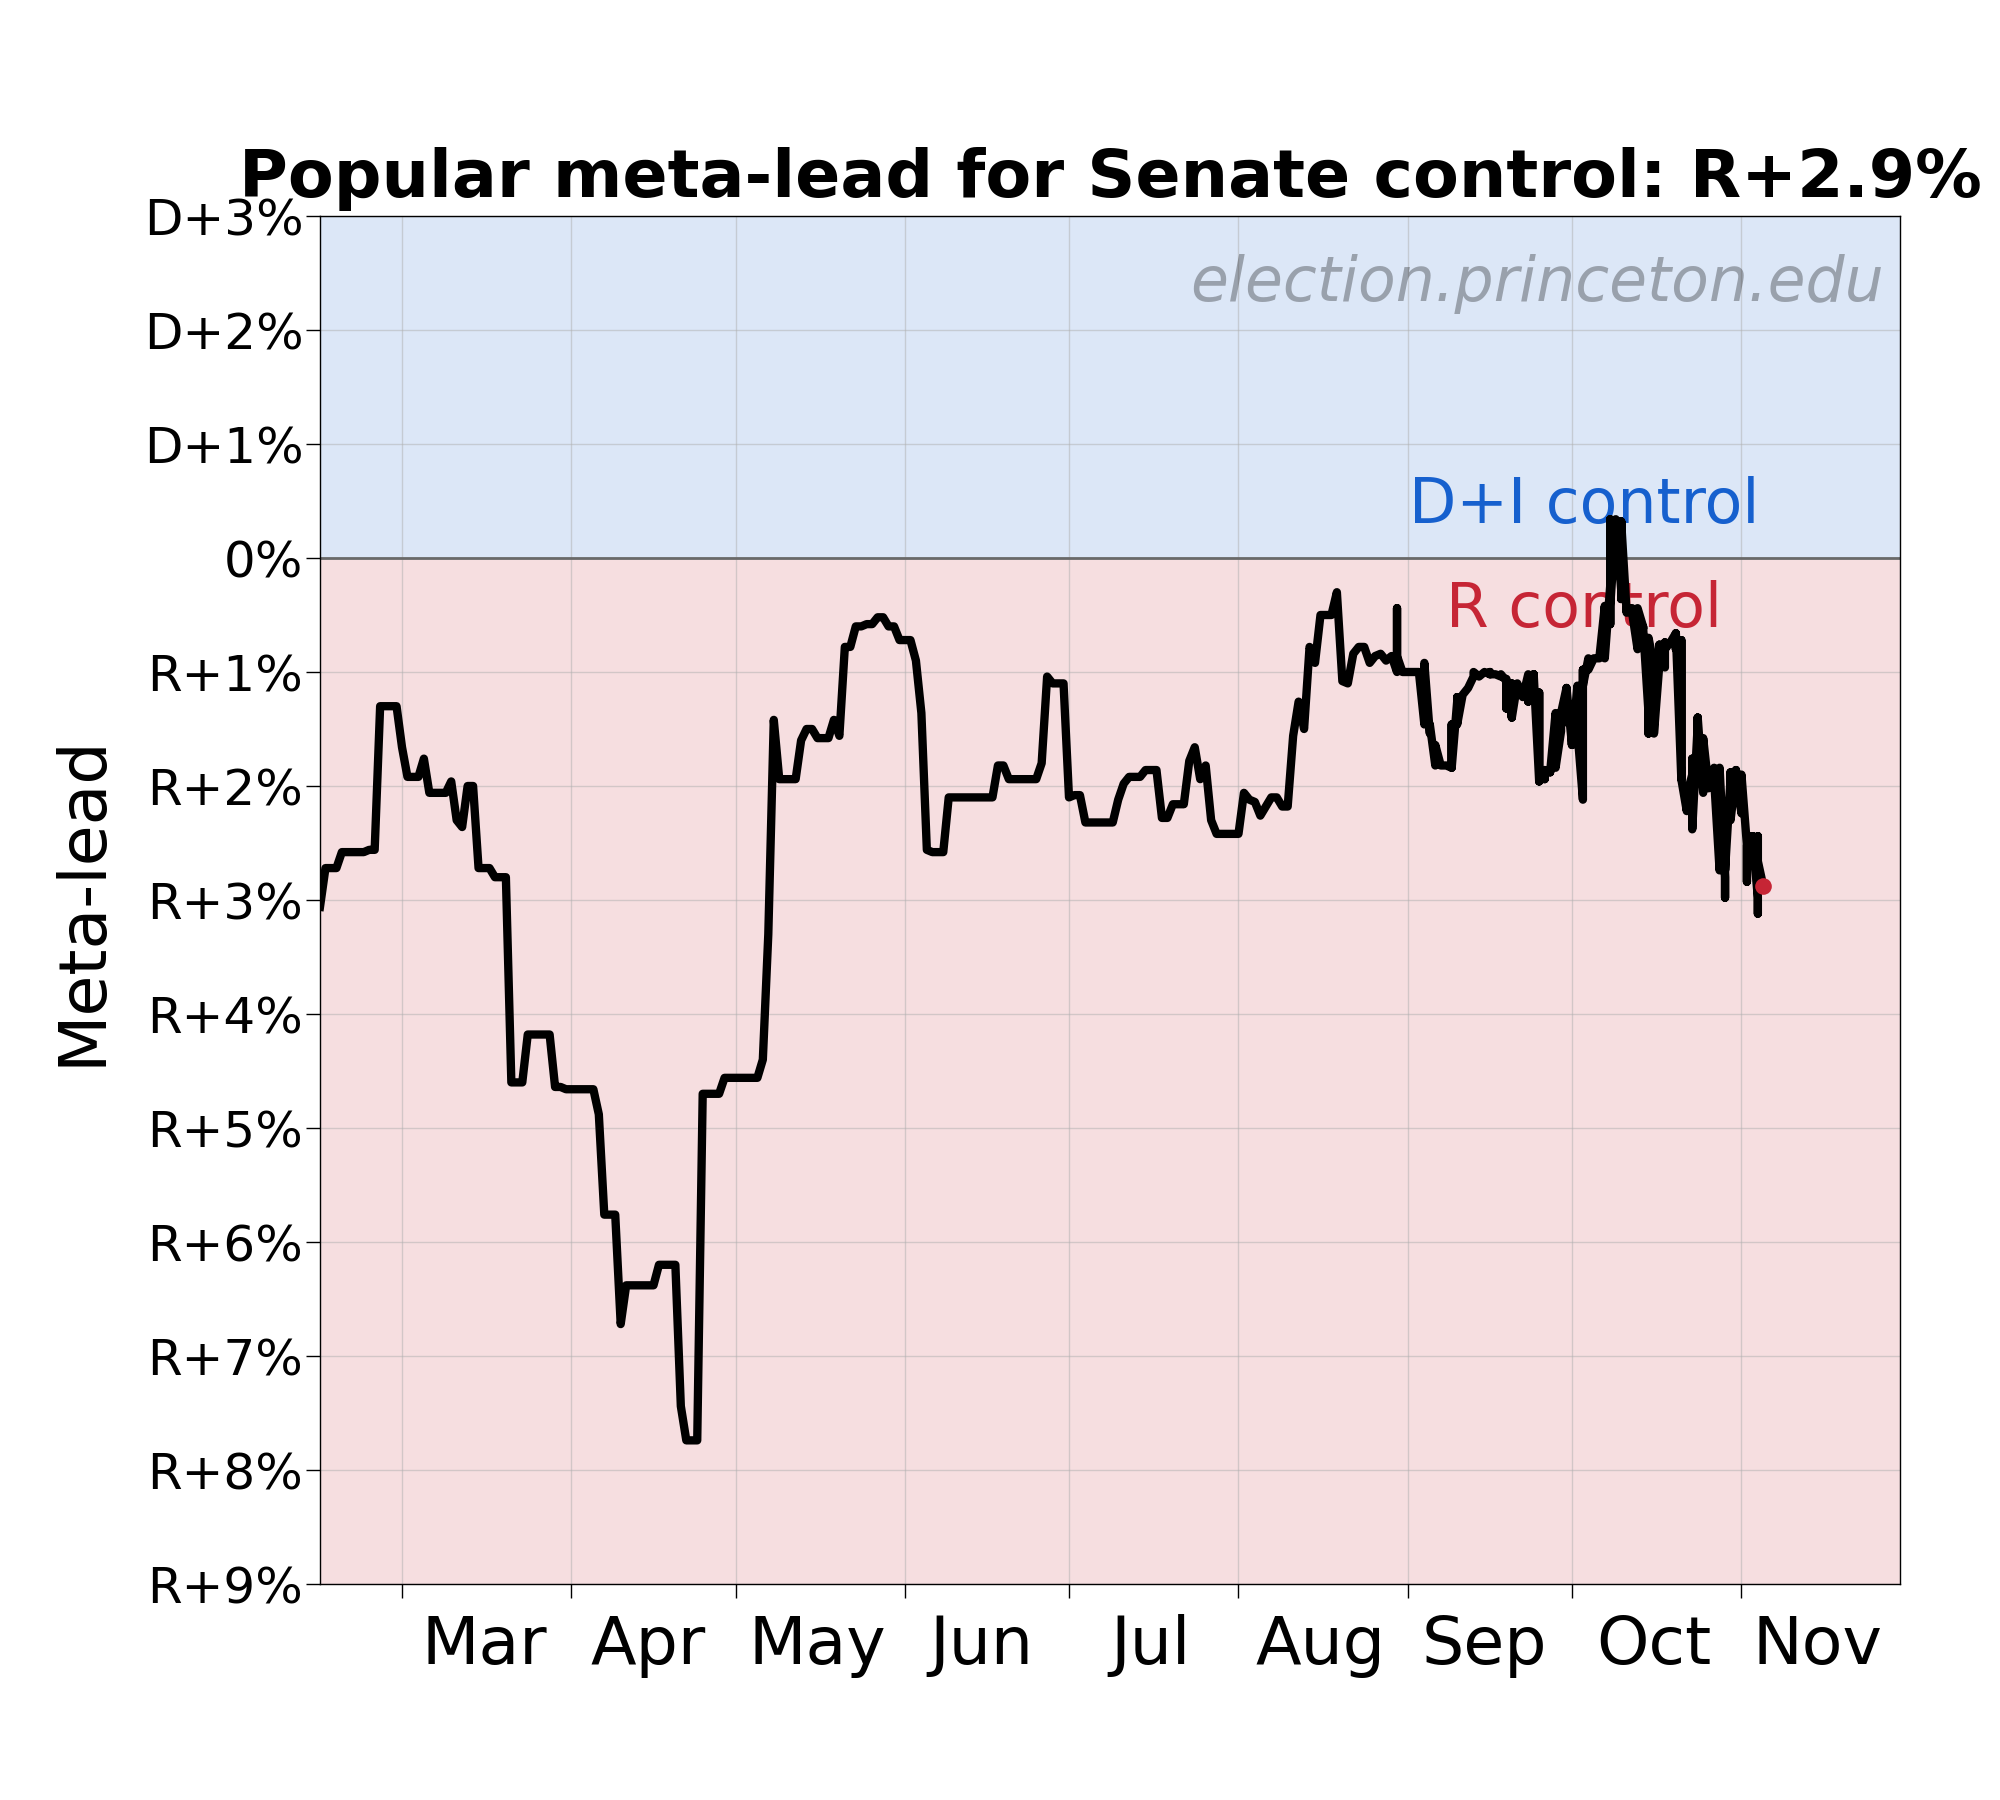 Popular meta-lead for Senate control: R+2.9%
D+3%
election.princeton.edu
D+2%
D+1%
D+I control
0%
R control
R+1%
R+2%
R+3%
R+4%
R+5%
R+6%
R+7%
R+8%
R+9%
Meta-lead
Mar Apr May Jun Jul Aug Sep Oct Nov